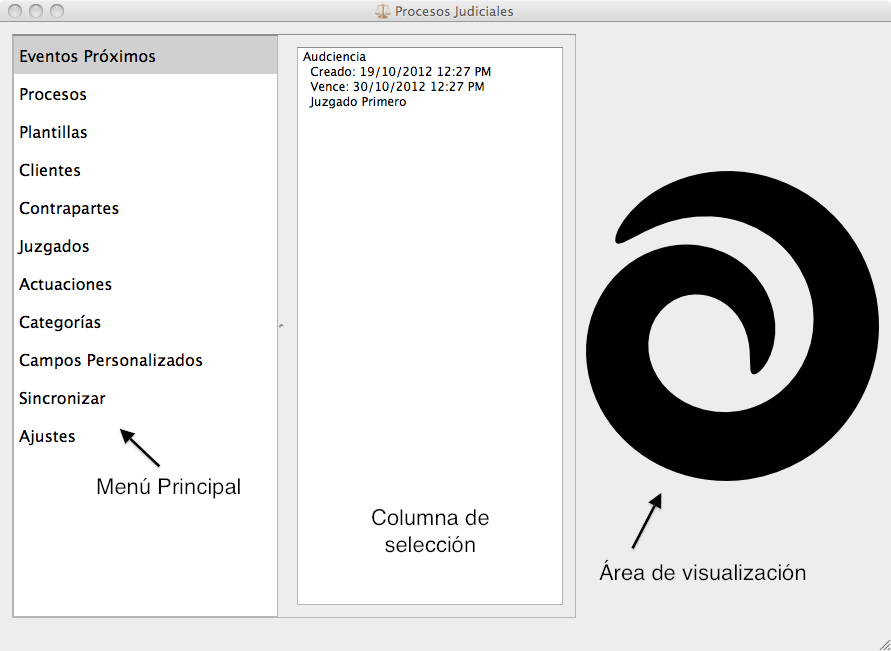 Procesos Judiciales
Eventos Próximos
Procesos
Plantillas
Clientes
Contrapartes
Juzgados
Actuaciones
Categorías
Campos Personalizados
Sincronizar
Ajustes
Menú Principal
Audciencia
Creado: 19/10/2012 12:27 PM
Vence: 30/10/2012 12:27 PM
Juzgado Primero
Columna de
selección
Área de visualización